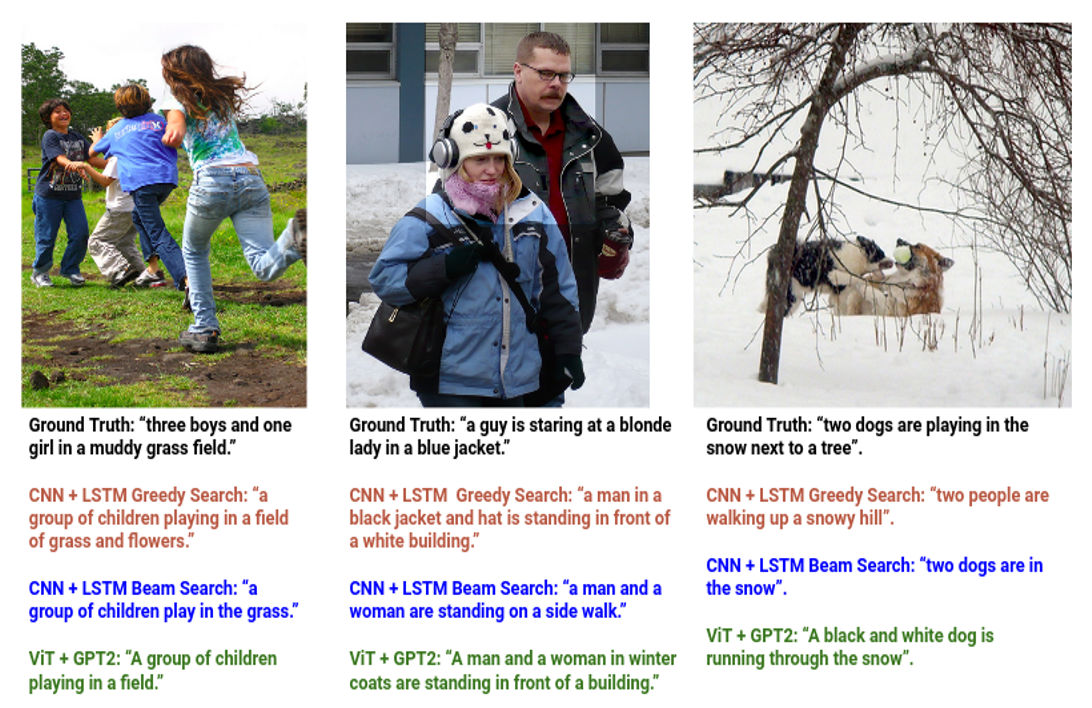 Ground Truth: “three boys and one
girl in a muddy grass field.”
CNN + LSTM Greedy Search: “a
group of children playing in a field
of grass and flowers.”
CNN + LSTM Beam Search: “a
group of children play in the grass.”
ViT + GPT2: “A group of children
playing in a field.”
Ground Truth: “a guy is staring at a blonde
lady in a blue jacket.”
CNN + LSTM  Greedy Search: “a man in a
black jacket and hat is standing in front of
a white building.”
CNN + LSTM Beam Search: “a man and a
woman are standing on a side walk.”
ViT + GPT2: “A man and a woman in winter
coats are standing in front of a building.”
Ground Truth: “two dogs are playing in the
snow next to a tree”.
CNN + LSTM Greedy Search: “two people are
walking up a snowy hill”.
CNN + LSTM Beam Search: “two dogs are in
the snow”.
ViT + GPT2: “A black and white dog is
running through the snow”.